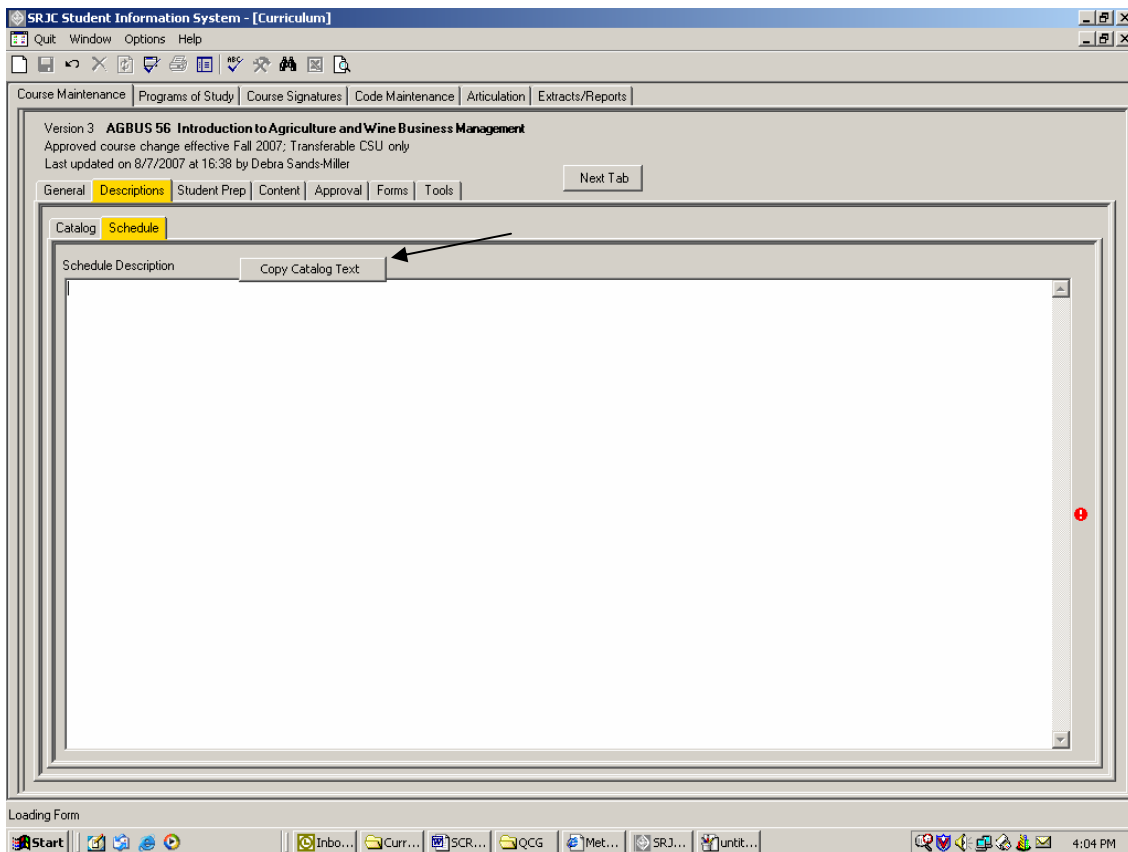 SRJC Student Information System - [Curriculum]
Quit Window Options Help
ABC
Course Maintenance Programs of Study Course Signatures Code Maintenance Articulation Extracts/Reports
Version 3 AGBUS 56 Introduction to Agriculture and Wine Business Management
Approved course change effective Fall 2007; Transferable CSU only
Last updated on 8/7/2007 at 16:38 by Debra Sands-Miller
Next Tab
General Descriptions Student Prep Content Approval Forms Tools
Catalog Schedule
Schedule Description Copy Catalog Text
Loading Form
Start Inbo... Curr... SCR... QCG Met... SRJ... untit... 4:04 PM